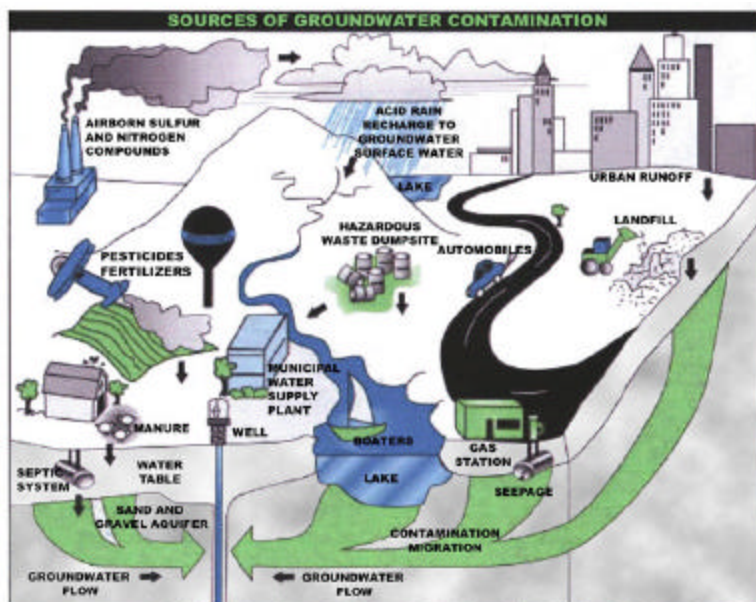 SOURCES OF GROUNDWATER CONTAMINATION
AIRBORN SULFUR
AND NITROGEN
COMPOUNDS
ACID RAIN
RECHARGE TO
GROUNDWATER
SURFACE WATER
LAKE
URBAN RUNOFF
LANDFILL
HAZARDOUS
WASTE DUMPSITE
AUTOMOBILES
PESTICIDES
FERTILIZERS
MUNICIPAL
WATER
SUPPLY
PLANT
MANURE
WELL
BOATERS
GAS
STATION
SEPTIC
SYSTEM
WATER
TABLE
LAKE
SEEPAGE
SAND AND
GRAVEL AQUIFER
CONTAMINATION
MIGRATION
GROUNDWATER
FLOW
GROUNDWATER
FLOW